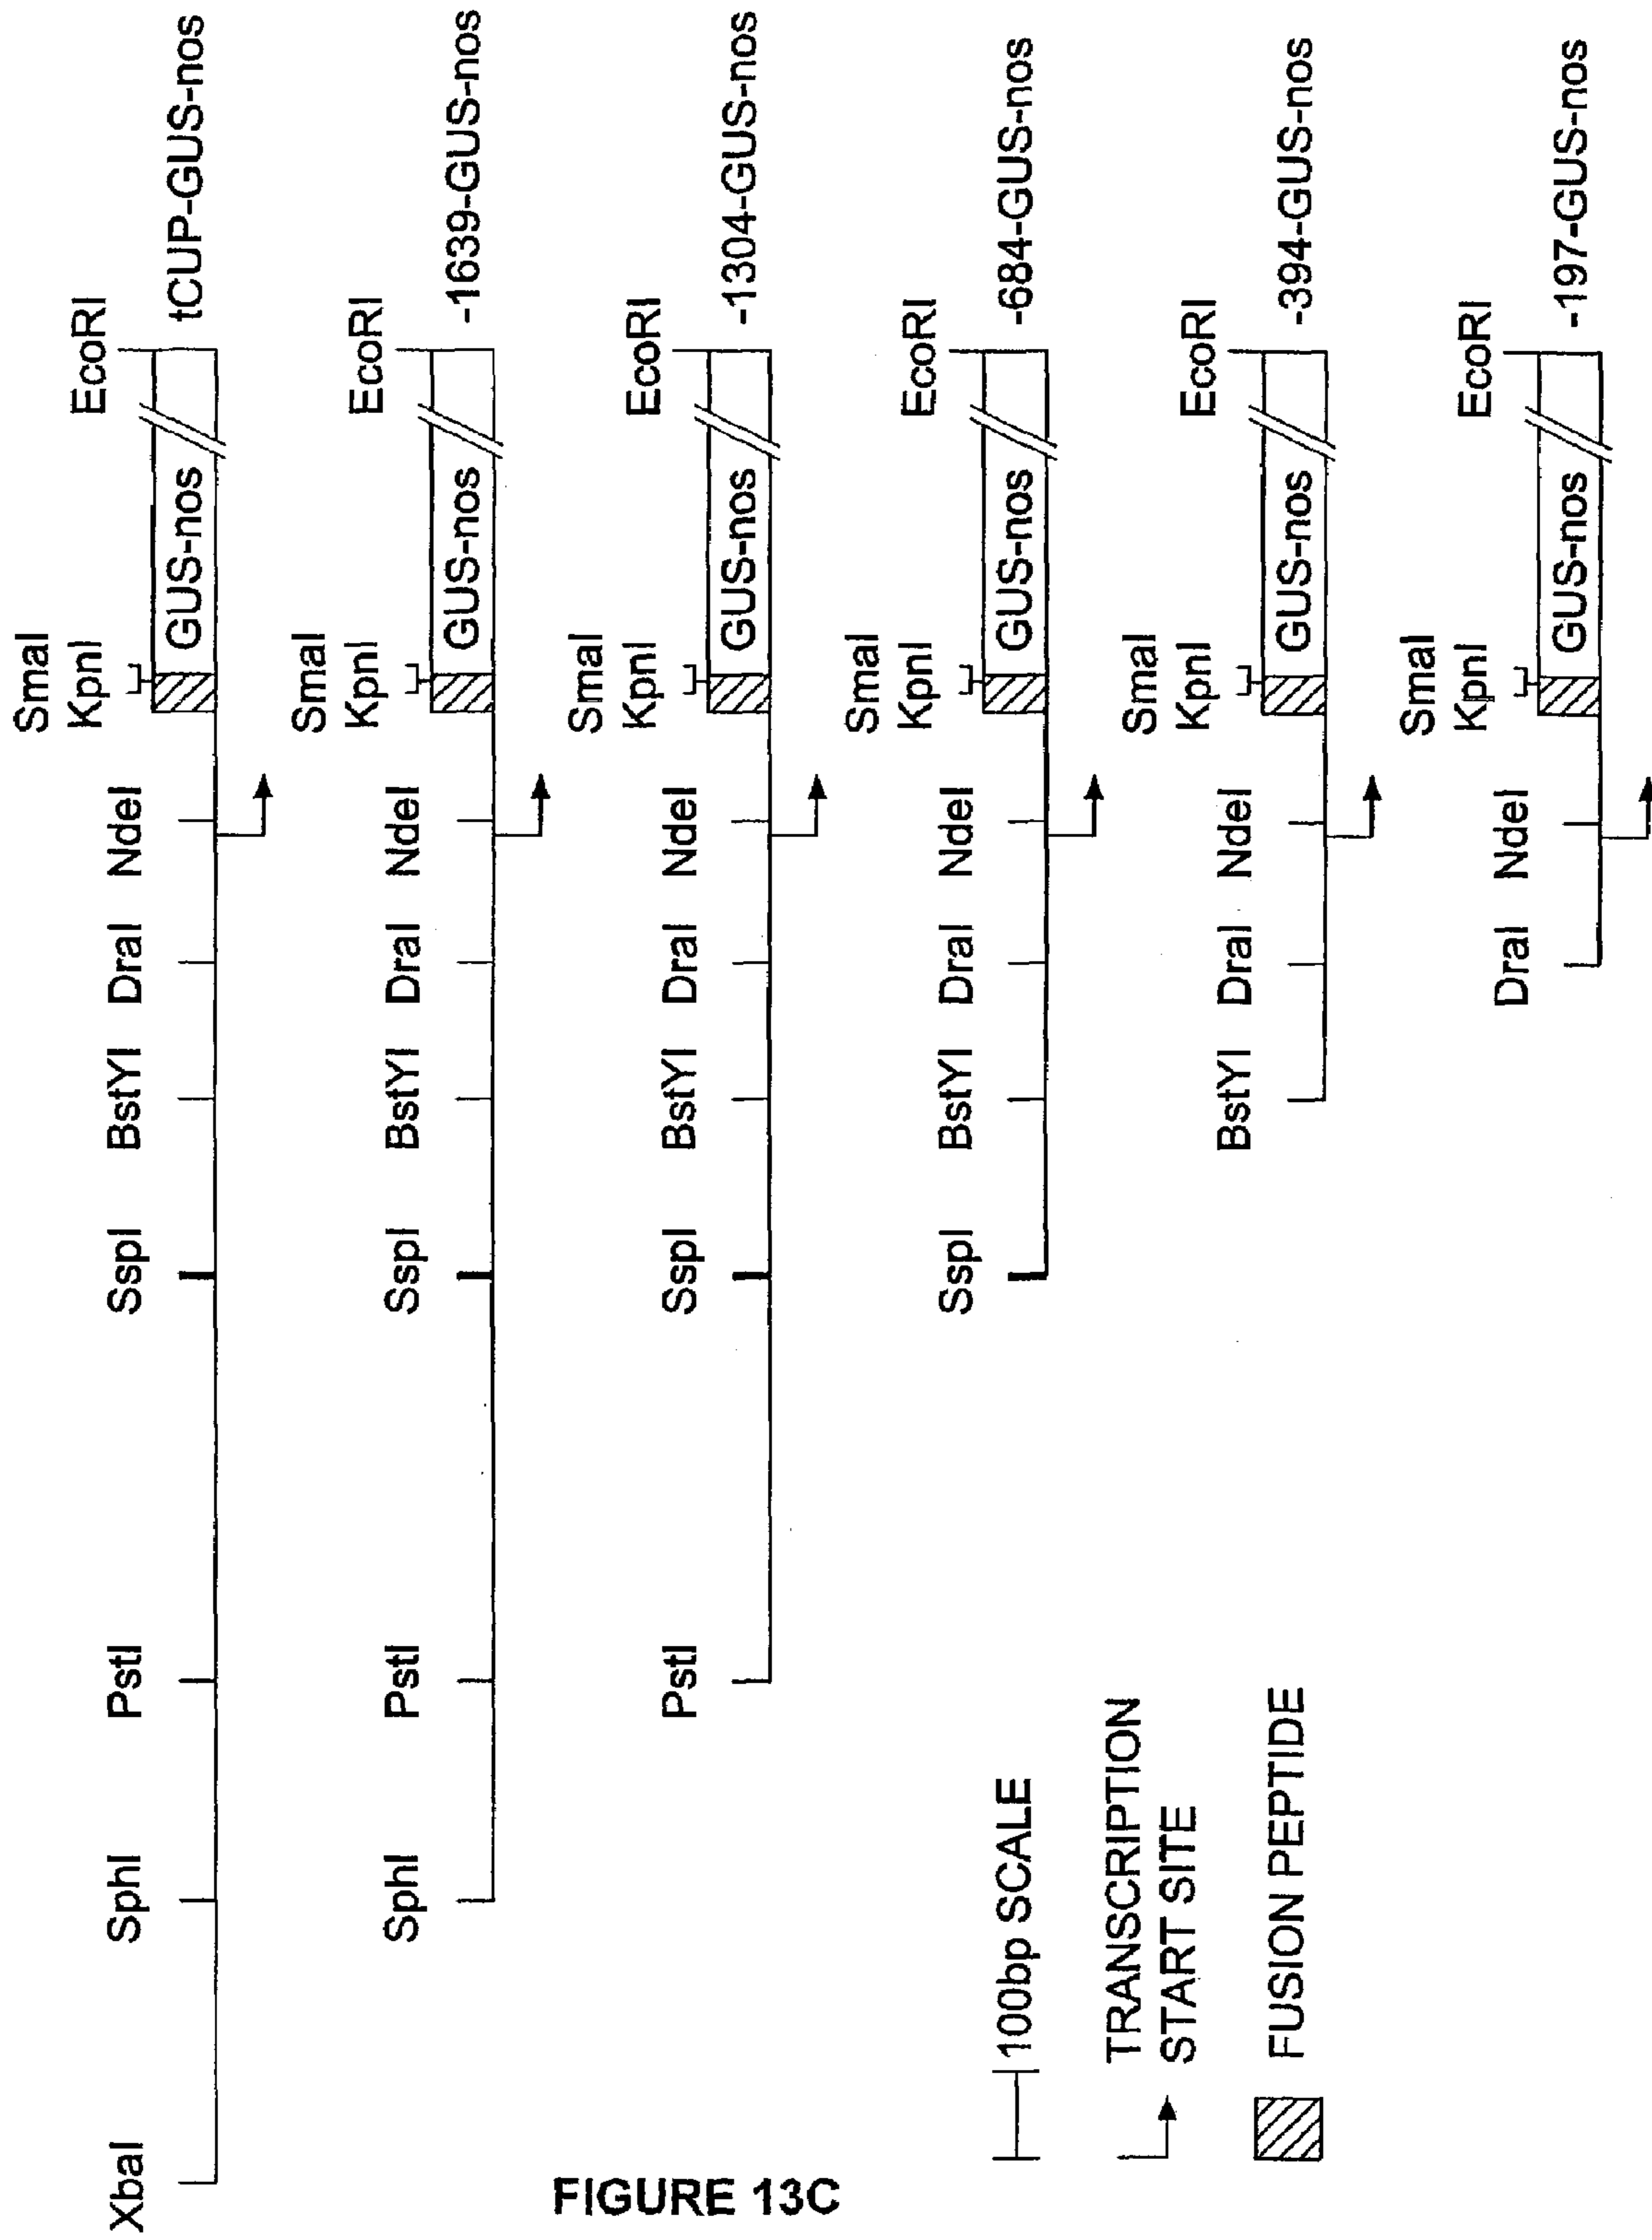 XbaI SphI PstI SspI BstYI DraI NdeI SmaI KpnI EcoRI
GUS-nos tCUP-GUS-nos
SphI PstI SspI BstYI DraI NdeI SmaI KpnI EcoRI
GUS-nos -1639-GUS-nos
PstI SspI BstYI DraI NdeI SmaI KpnI EcoRI
GUS-nos -1304-GUS-nos
SspI BstYI DraI NdeI SmaI KpnI EcoRI
GUS-nos -684-GUS-nos
BstYI DraI NdeI SmaI KpnI EcoRI
GUS-nos -394-GUS-nos
DraI NdeI SmaI KpnI EcoRI
GUS-nos -197-GUS-nos
100bp SCALE
TRANSCRIPTION
START SITE
FUSION PEPTIDE
FIGURE 13C